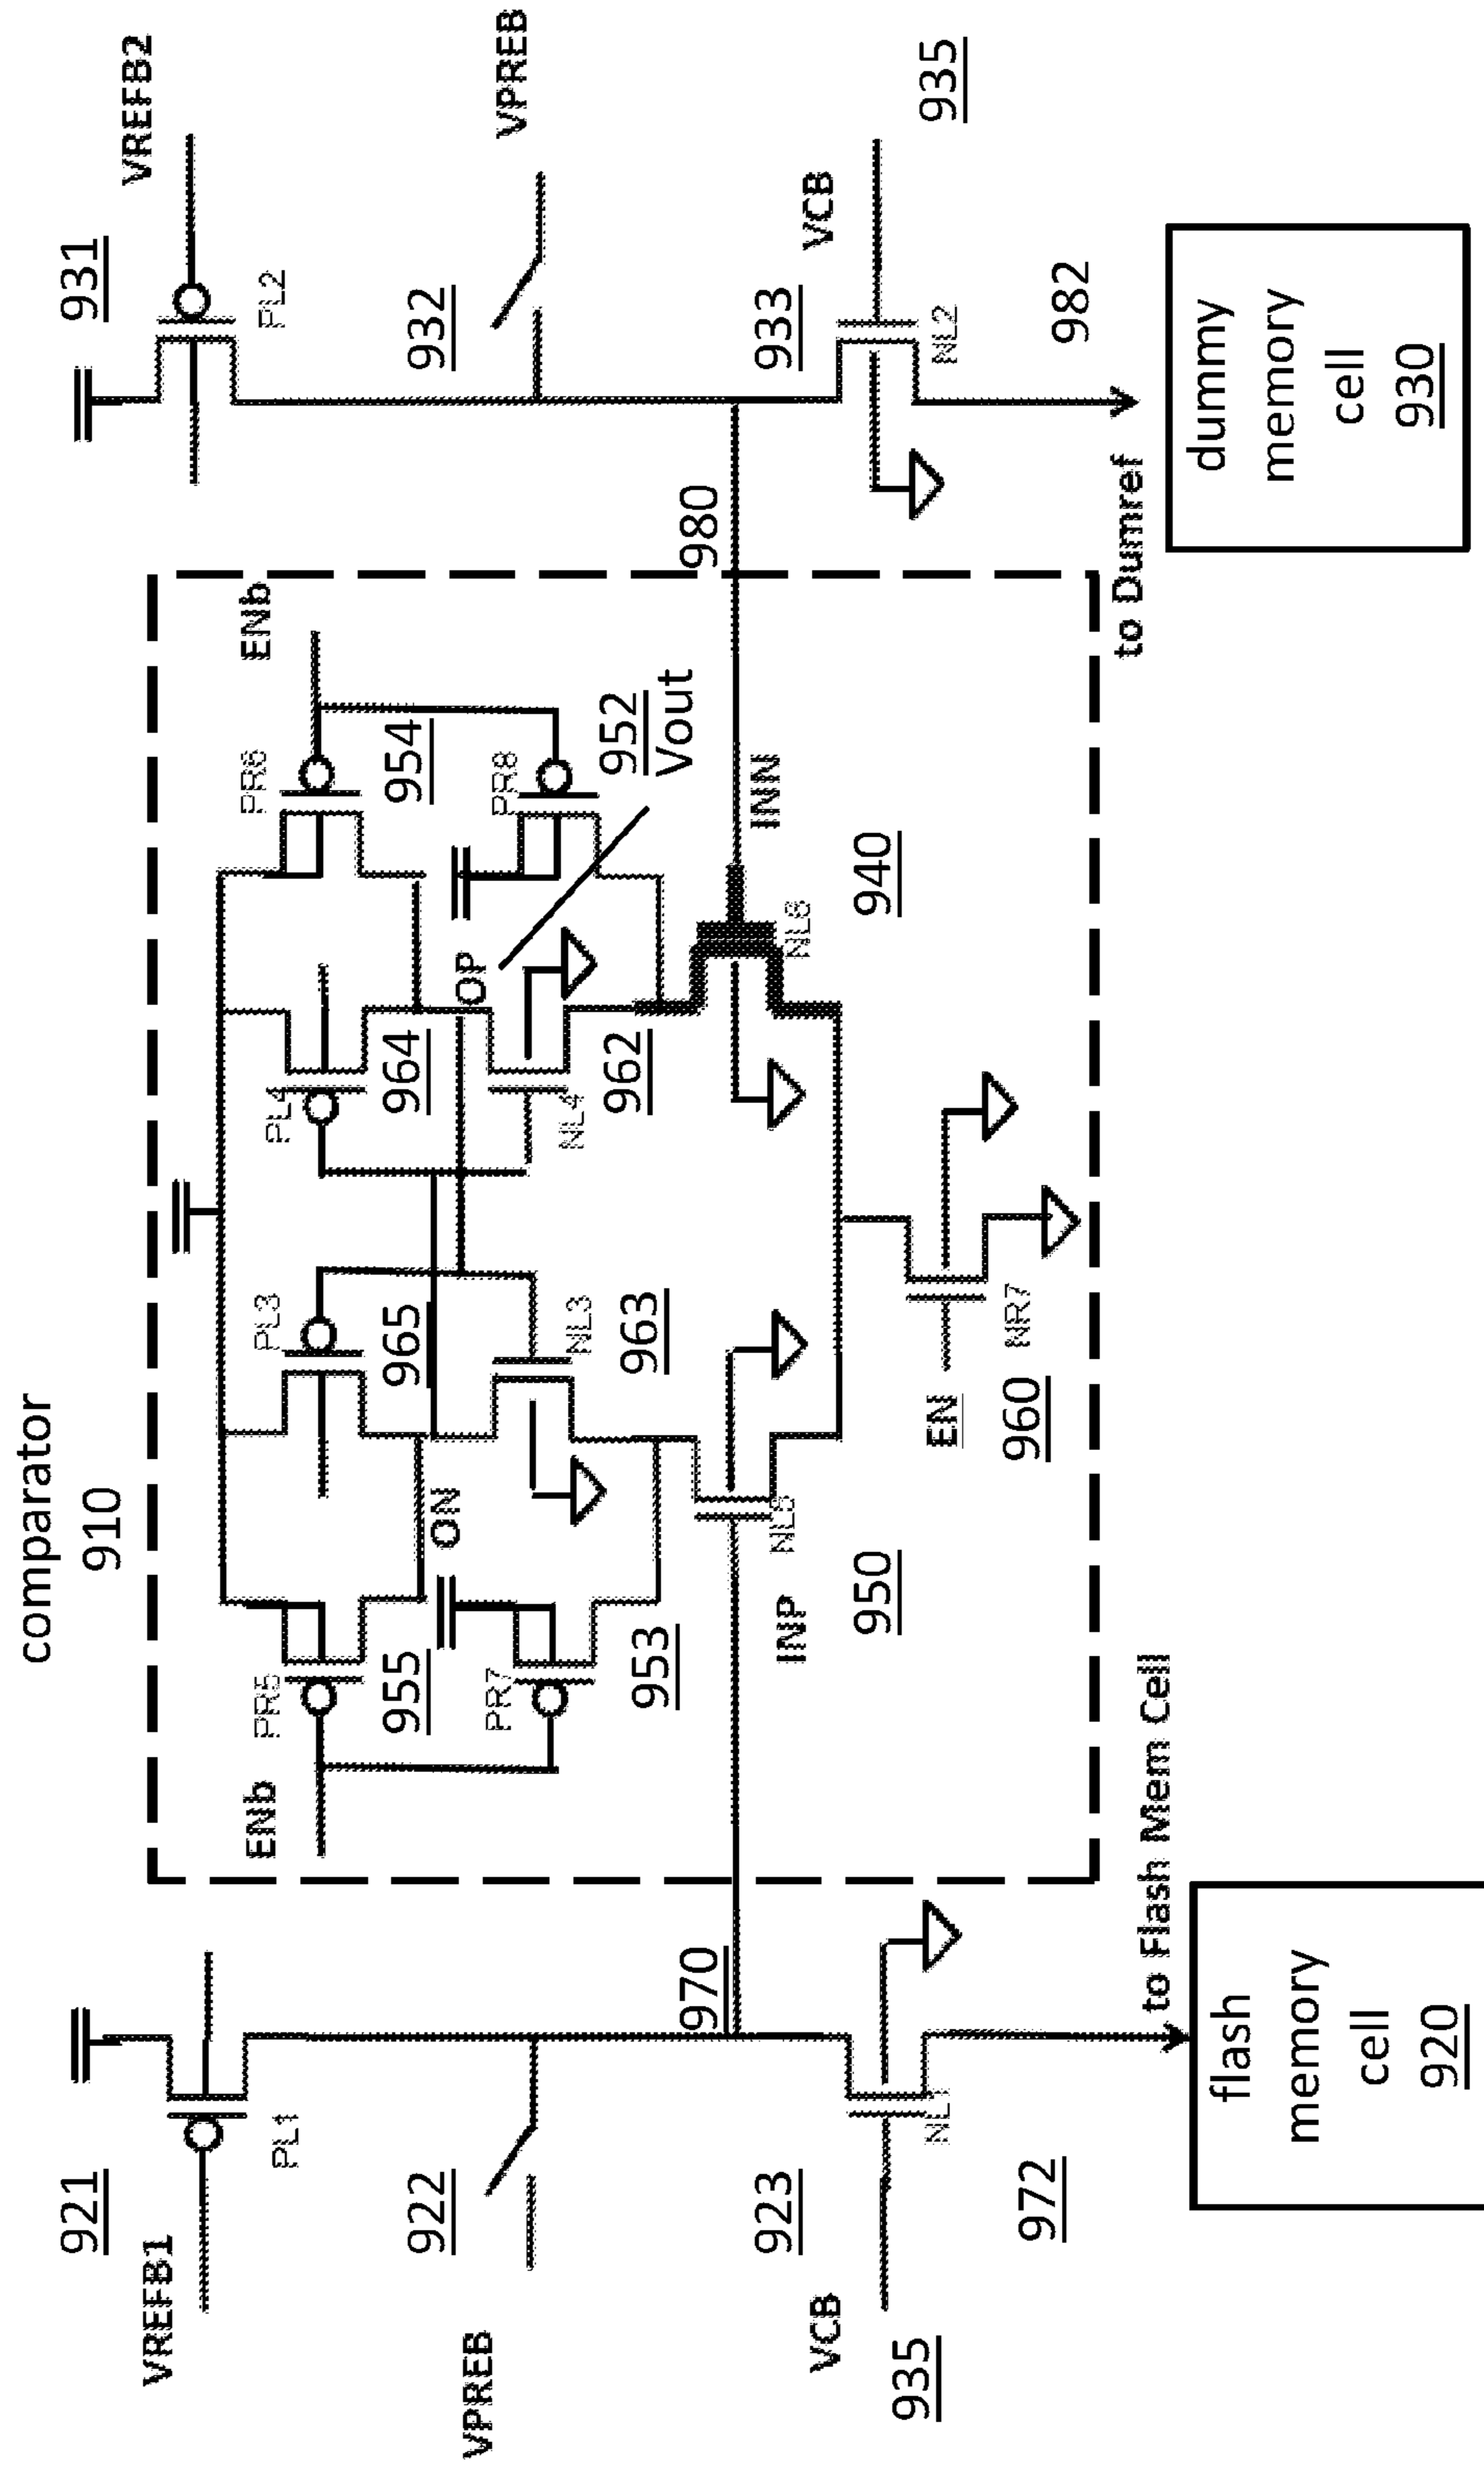 comparator
910
921
931
VREFB1
VREFB2
ENb
ENb
PR5
PL3
PL4
PR6
PL1
PL2
955
965
964
954
922
932
ON
OP
VPREB
VPREB
PR7
PR8
NL3
NL4
953
963
962
952
Vout
970
980
923
933
INP
INN
NL5
NL8
VCB
VCB
950
940
935
935
EN
NL1
NL2
NR7
960
972
982
to Flash Mem Cell
to Dumref
flash
memory
cell
920
dummy
memory
cell
930